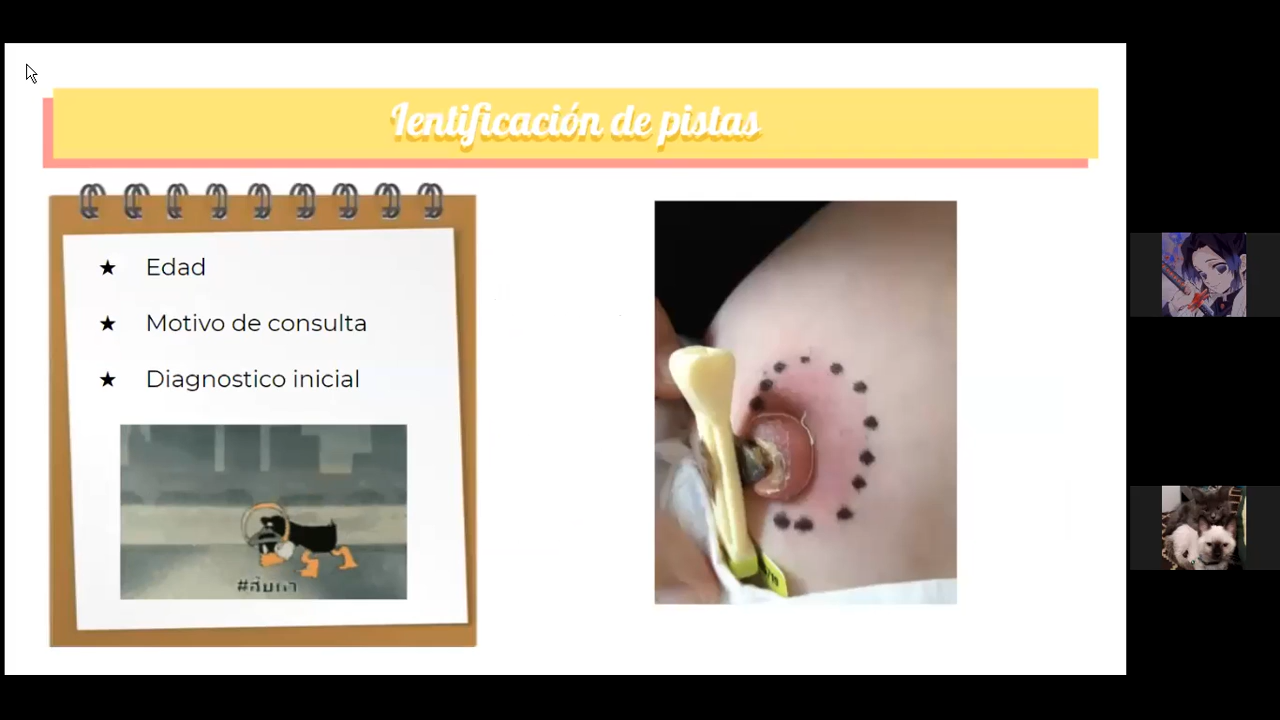 Ientificación de pistas
★ Edad
★ Motivo de consulta
★ Diagnostico inicial